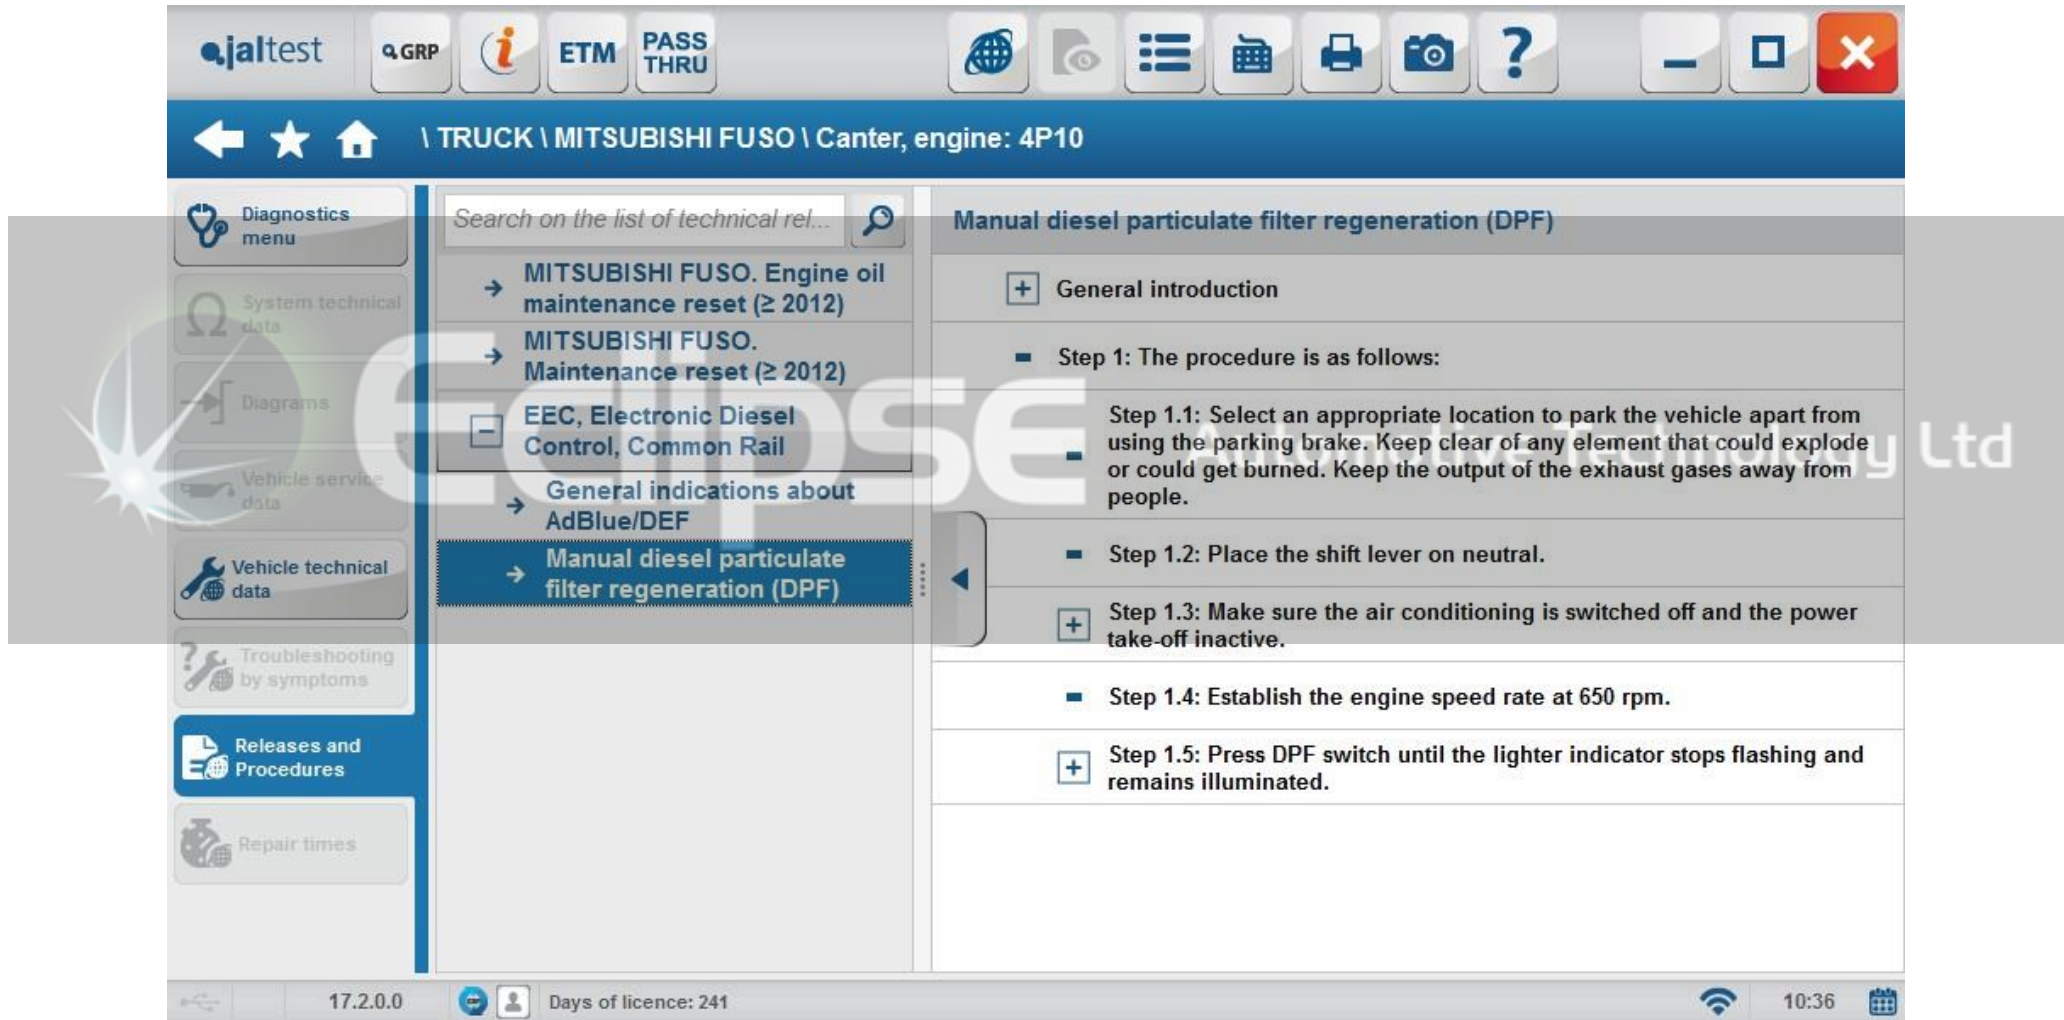 jaltest
GRP
i
ETM
PASS
THRU
?
\ TRUCK \ MITSUBISHI FUSO \ Canter, engine: 4P10
Diagnostics
menu
System technical
data
Diagrams
Vehicle service
data
Vehicle technical
data
Troubleshooting
by symptoms
Releases and
Procedures
Repair times
Search on the list of technical rel...
MITSUBISHI FUSO. Engine oil
maintenance reset (≥ 2012)
MITSUBISHI FUSO.
Maintenance reset (≥ 2012)
EEC, Electronic Diesel
Control, Common Rail
General indications about
AdBlue/DEF
Manual diesel particulate
filter regeneration (DPF)
Manual diesel particulate filter regeneration (DPF)
General introduction
Step 1: The procedure is as follows:
Step 1.1: Select an appropriate location to park the vehicle apart from
using the parking brake. Keep clear of any element that could explode
or could get burned. Keep the output of the exhaust gases away from
people.
Step 1.2: Place the shift lever on neutral.
Step 1.3: Make sure the air conditioning is switched off and the power
take-off inactive.
Step 1.4: Establish the engine speed rate at 650 rpm.
Step 1.5: Press DPF switch until the lighter indicator stops flashing and
remains illuminated.
Eclipse
Automotive Technology Ltd
17.2.0.0
Days of licence: 241
10:36